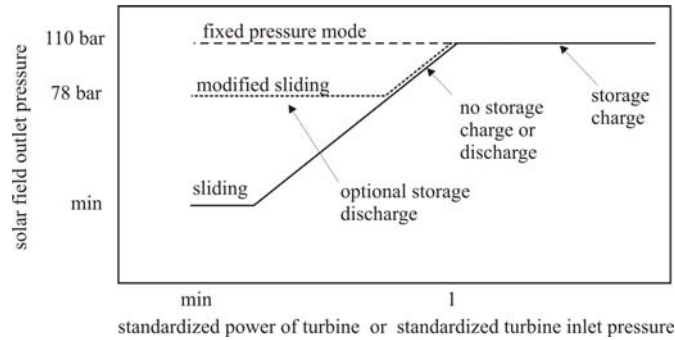 solar field outlet pressure
110 bar
78 bar
min
fixed pressure mode
modified sliding
sliding
optional storage
discharge
no storage
charge or
discharge
storage
charge
min
1
standardized power of turbine or standardized turbine inlet pressure